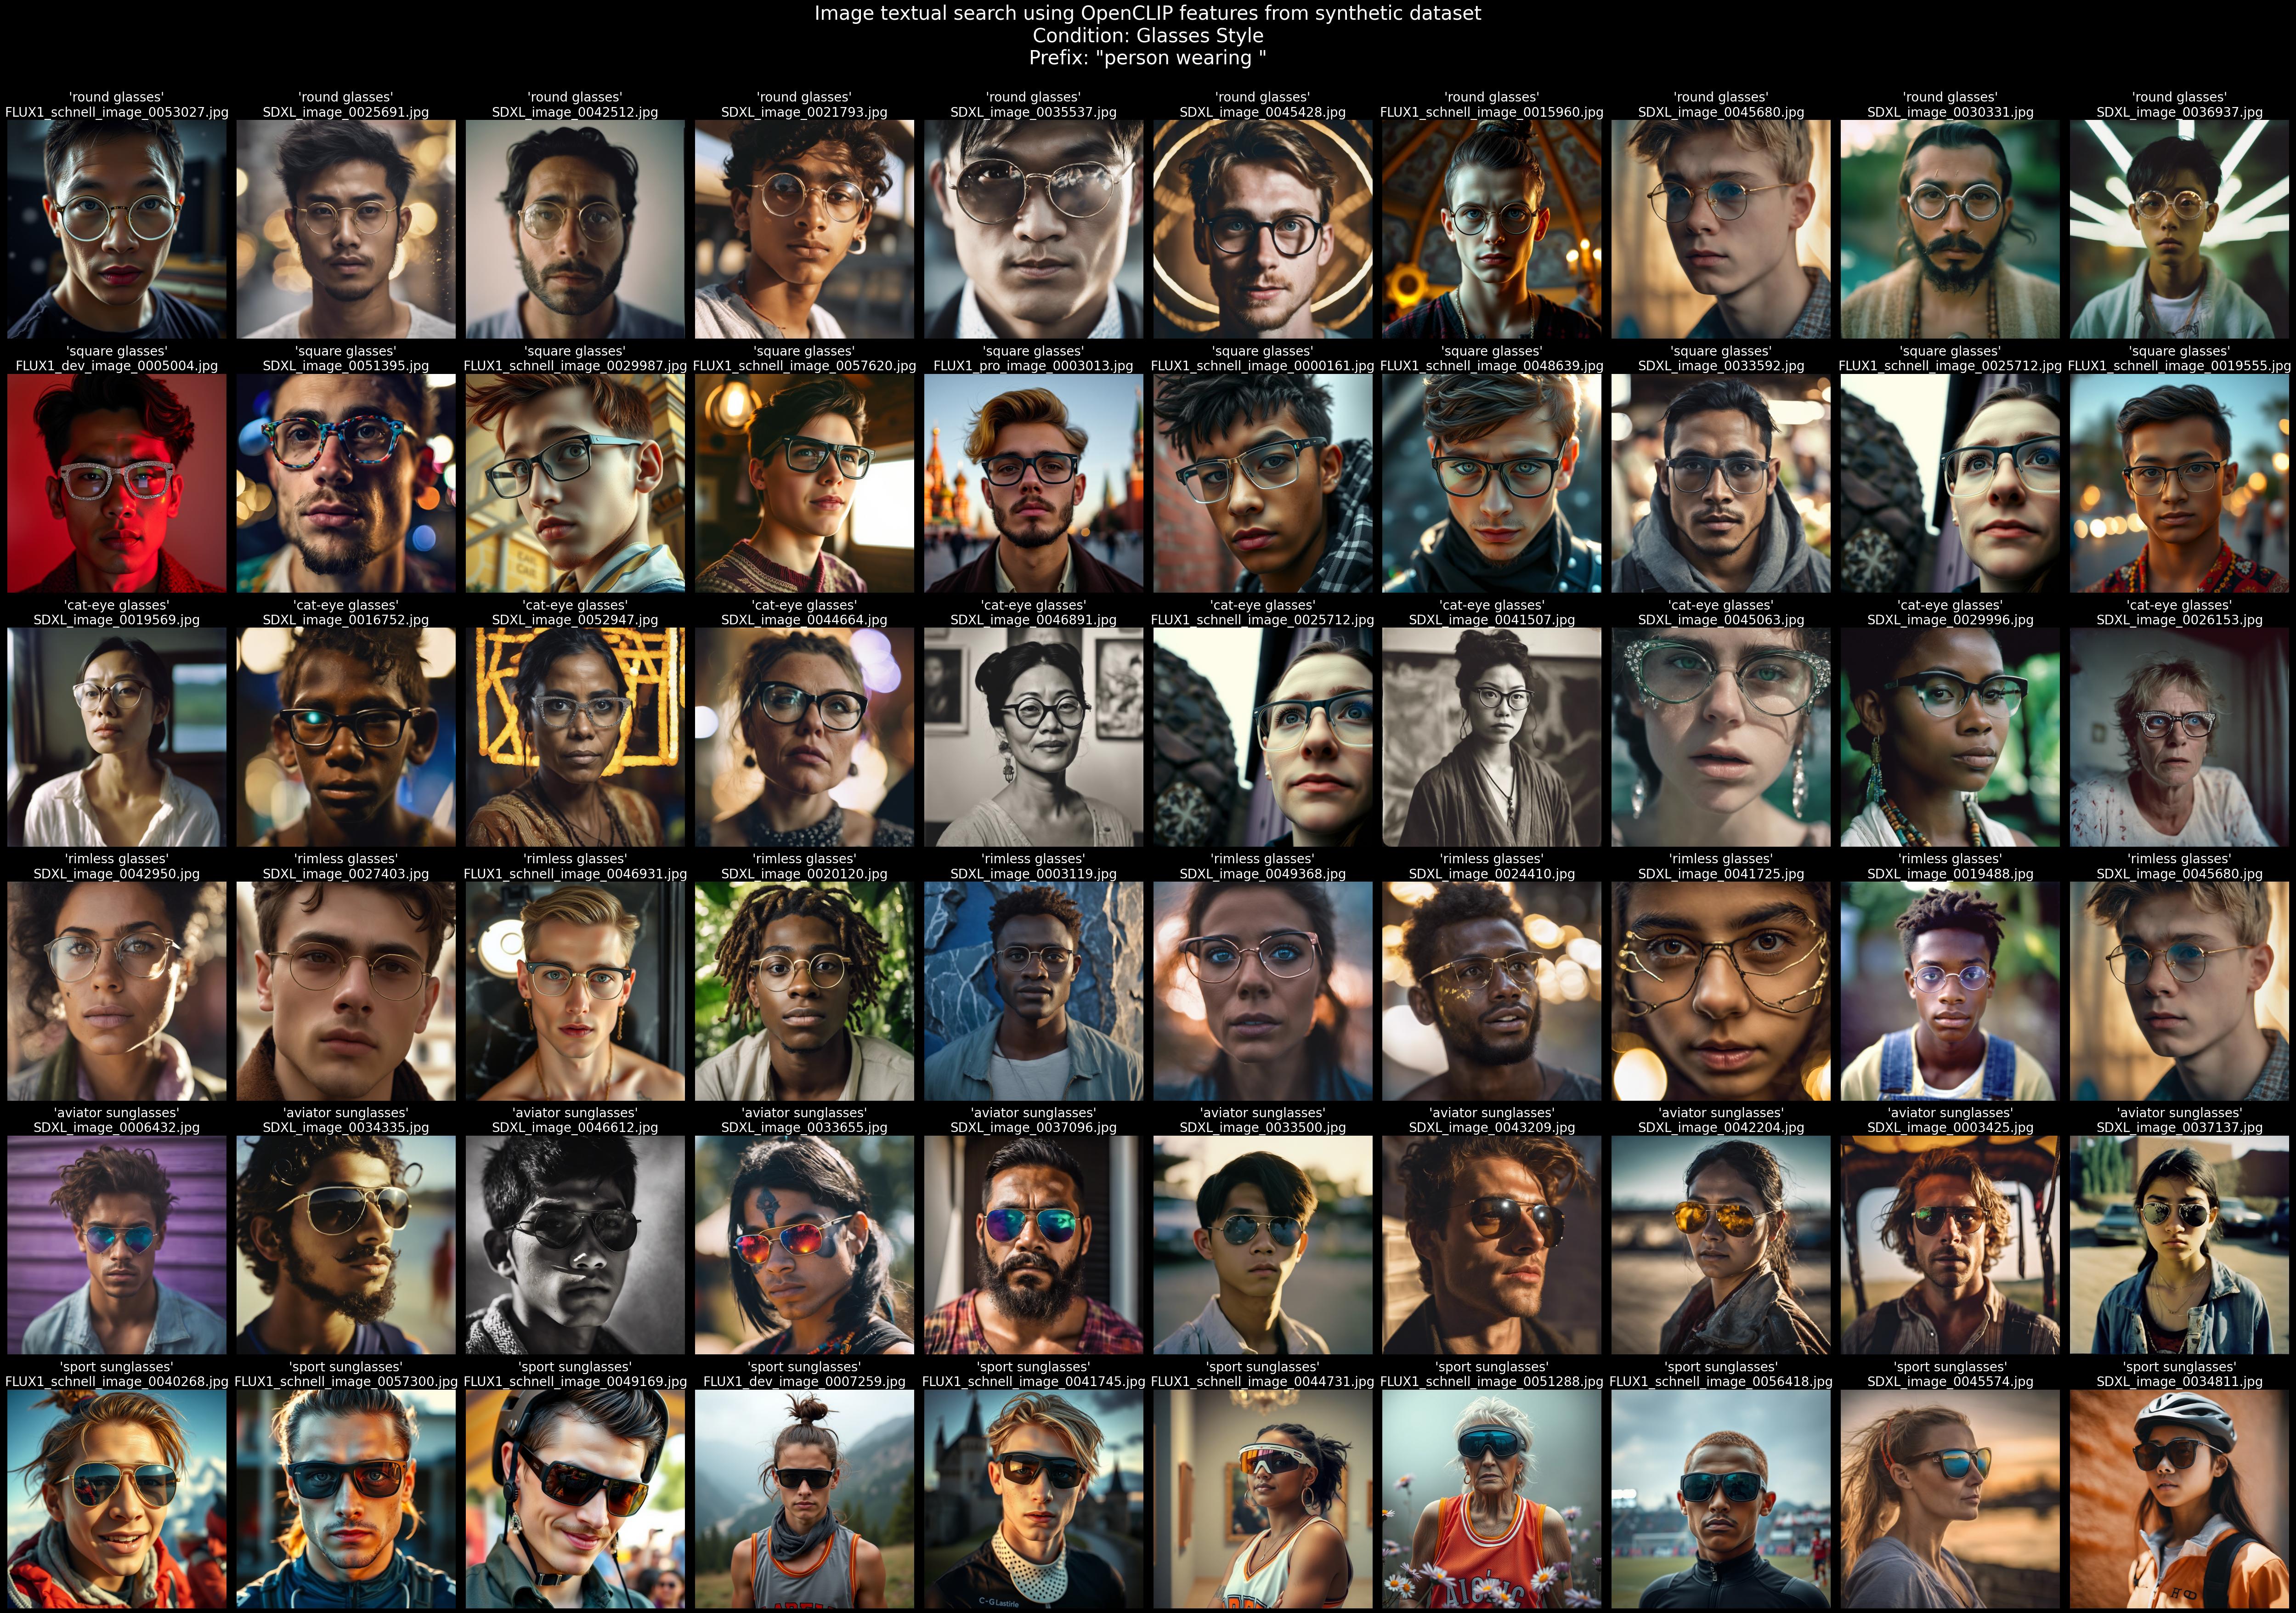 Image textual search using OpenCLIP features from synthetic dataset
Condition: Glasses Style
Prefix: "person wearing "
'round glasses' 'round glasses' 'round glasses' 'round glasses' 'round glasses' 'round glasses' 'round glasses' 'round glasses' 'round glasses' 'round glasses'
FLUX1_schnell_image_0053027.jpg SDXL_image_0025691.jpg SDXL_image_0042512.jpg SDXL_image_0021793.jpg SDXL_image_0035537.jpg SDXL_image_0045428.jpg FLUX1_schnell_image_0015960.jpg SDXL_image_0045680.jpg SDXL_image_0030331.jpg SDXL_image_0036937.jpg
'square glasses' 'square glasses' 'square glasses' 'square glasses' 'square glasses' 'square glasses' 'square glasses' 'square glasses' 'square glasses' 'square glasses'
FLUX1_dev_image_0005004.jpg SDXL_image_0051395.jpg FLUX1_schnell_image_0029987.jpg FLUX1_schnell_image_0057620.jpg FLUX1_pro_image_0003013.jpg FLUX1_schnell_image_0000161.jpg FLUX1_schnell_image_0048639.jpg SDXL_image_0033592.jpg FLUX1_schnell_image_0025712.jpg FLUX1_schnell_image_0019555.jpg
'cat-eye glasses' 'cat-eye glasses' 'cat-eye glasses' 'cat-eye glasses' 'cat-eye glasses' 'cat-eye glasses' 'cat-eye glasses' 'cat-eye glasses' 'cat-eye glasses' 'cat-eye glasses'
SDXL_image_0019569.jpg SDXL_image_0016752.jpg SDXL_image_0052947.jpg SDXL_image_0044664.jpg SDXL_image_0046891.jpg FLUX1_schnell_image_0025712.jpg SDXL_image_0041507.jpg SDXL_image_0045063.jpg SDXL_image_0029996.jpg SDXL_image_0026153.jpg
'rimless glasses' 'rimless glasses' 'rimless glasses' 'rimless glasses' 'rimless glasses' 'rimless glasses' 'rimless glasses' 'rimless glasses' 'rimless glasses' 'rimless glasses'
SDXL_image_0042950.jpg SDXL_image_0027403.jpg FLUX1_schnell_image_0046931.jpg SDXL_image_0020120.jpg SDXL_image_0003119.jpg SDXL_image_0049368.jpg SDXL_image_0024410.jpg SDXL_image_0041725.jpg SDXL_image_0019488.jpg SDXL_image_0045680.jpg
'aviator sunglasses' 'aviator sunglasses' 'aviator sunglasses' 'aviator sunglasses' 'aviator sunglasses' 'aviator sunglasses' 'aviator sunglasses' 'aviator sunglasses' 'aviator sunglasses' 'aviator sunglasses'
SDXL_image_0006432.jpg SDXL_image_0034335.jpg SDXL_image_0046612.jpg SDXL_image_0033655.jpg SDXL_image_0037096.jpg SDXL_image_0033500.jpg SDXL_image_0043209.jpg SDXL_image_0042204.jpg SDXL_image_0003425.jpg SDXL_image_0037137.jpg
'sport sunglasses' 'sport sunglasses' 'sport sunglasses' 'sport sunglasses' 'sport sunglasses' 'sport sunglasses' 'sport sunglasses' 'sport sunglasses' 'sport sunglasses' 'sport sunglasses'
FLUX1_schnell_image_0040268.jpg FLUX1_schnell_image_0057300.jpg FLUX1_schnell_image_0049169.jpg FLUX1_dev_image_0007259.jpg FLUX1_schnell_image_0041745.jpg FLUX1_schnell_image_0044731.jpg FLUX1_schnell_image_0051288.jpg FLUX1_schnell_image_0056418.jpg SDXL_image_0045574.jpg SDXL_image_0034811.jpg